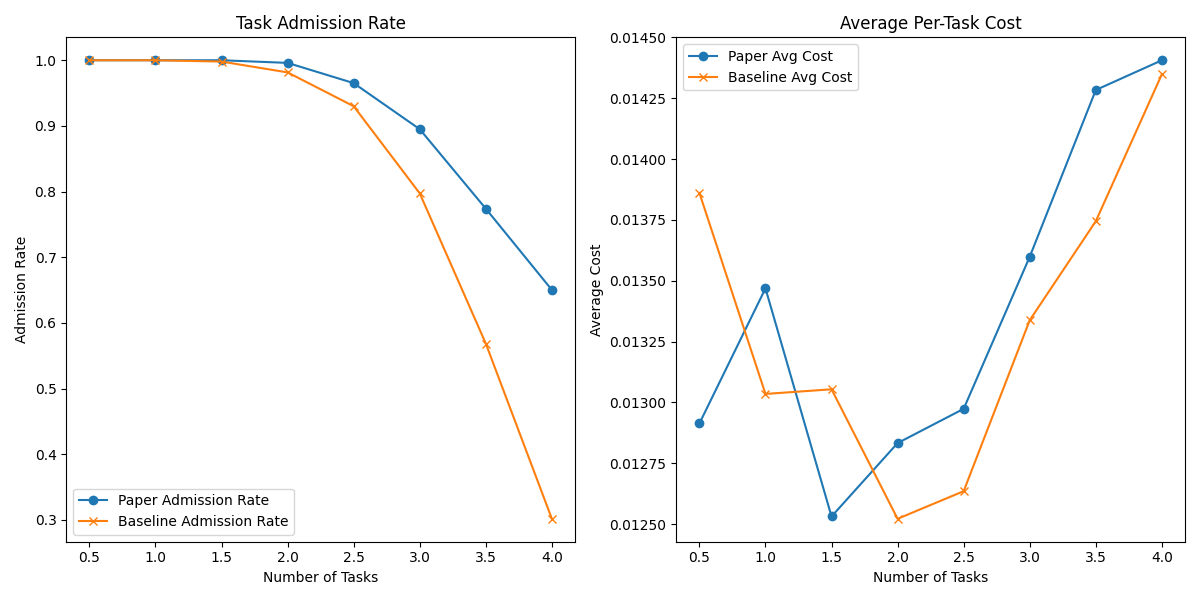 Task Admission Rate
Admission Rate
1.0
0.9
0.8
0.7
0.6
0.5
0.4
0.3
Paper Admission Rate
Baseline Admission Rate
0.5 1.0 1.5 2.0 2.5 3.0 3.5 4.0
Number of Tasks
Average Per-Task Cost
Average Cost
0.01450
0.01425
0.01400
0.01375
0.01350
0.01325
0.01300
0.01275
0.01250
Paper Avg Cost
Baseline Avg Cost
0.5 1.0 1.5 2.0 2.5 3.0 3.5 4.0
Number of Tasks